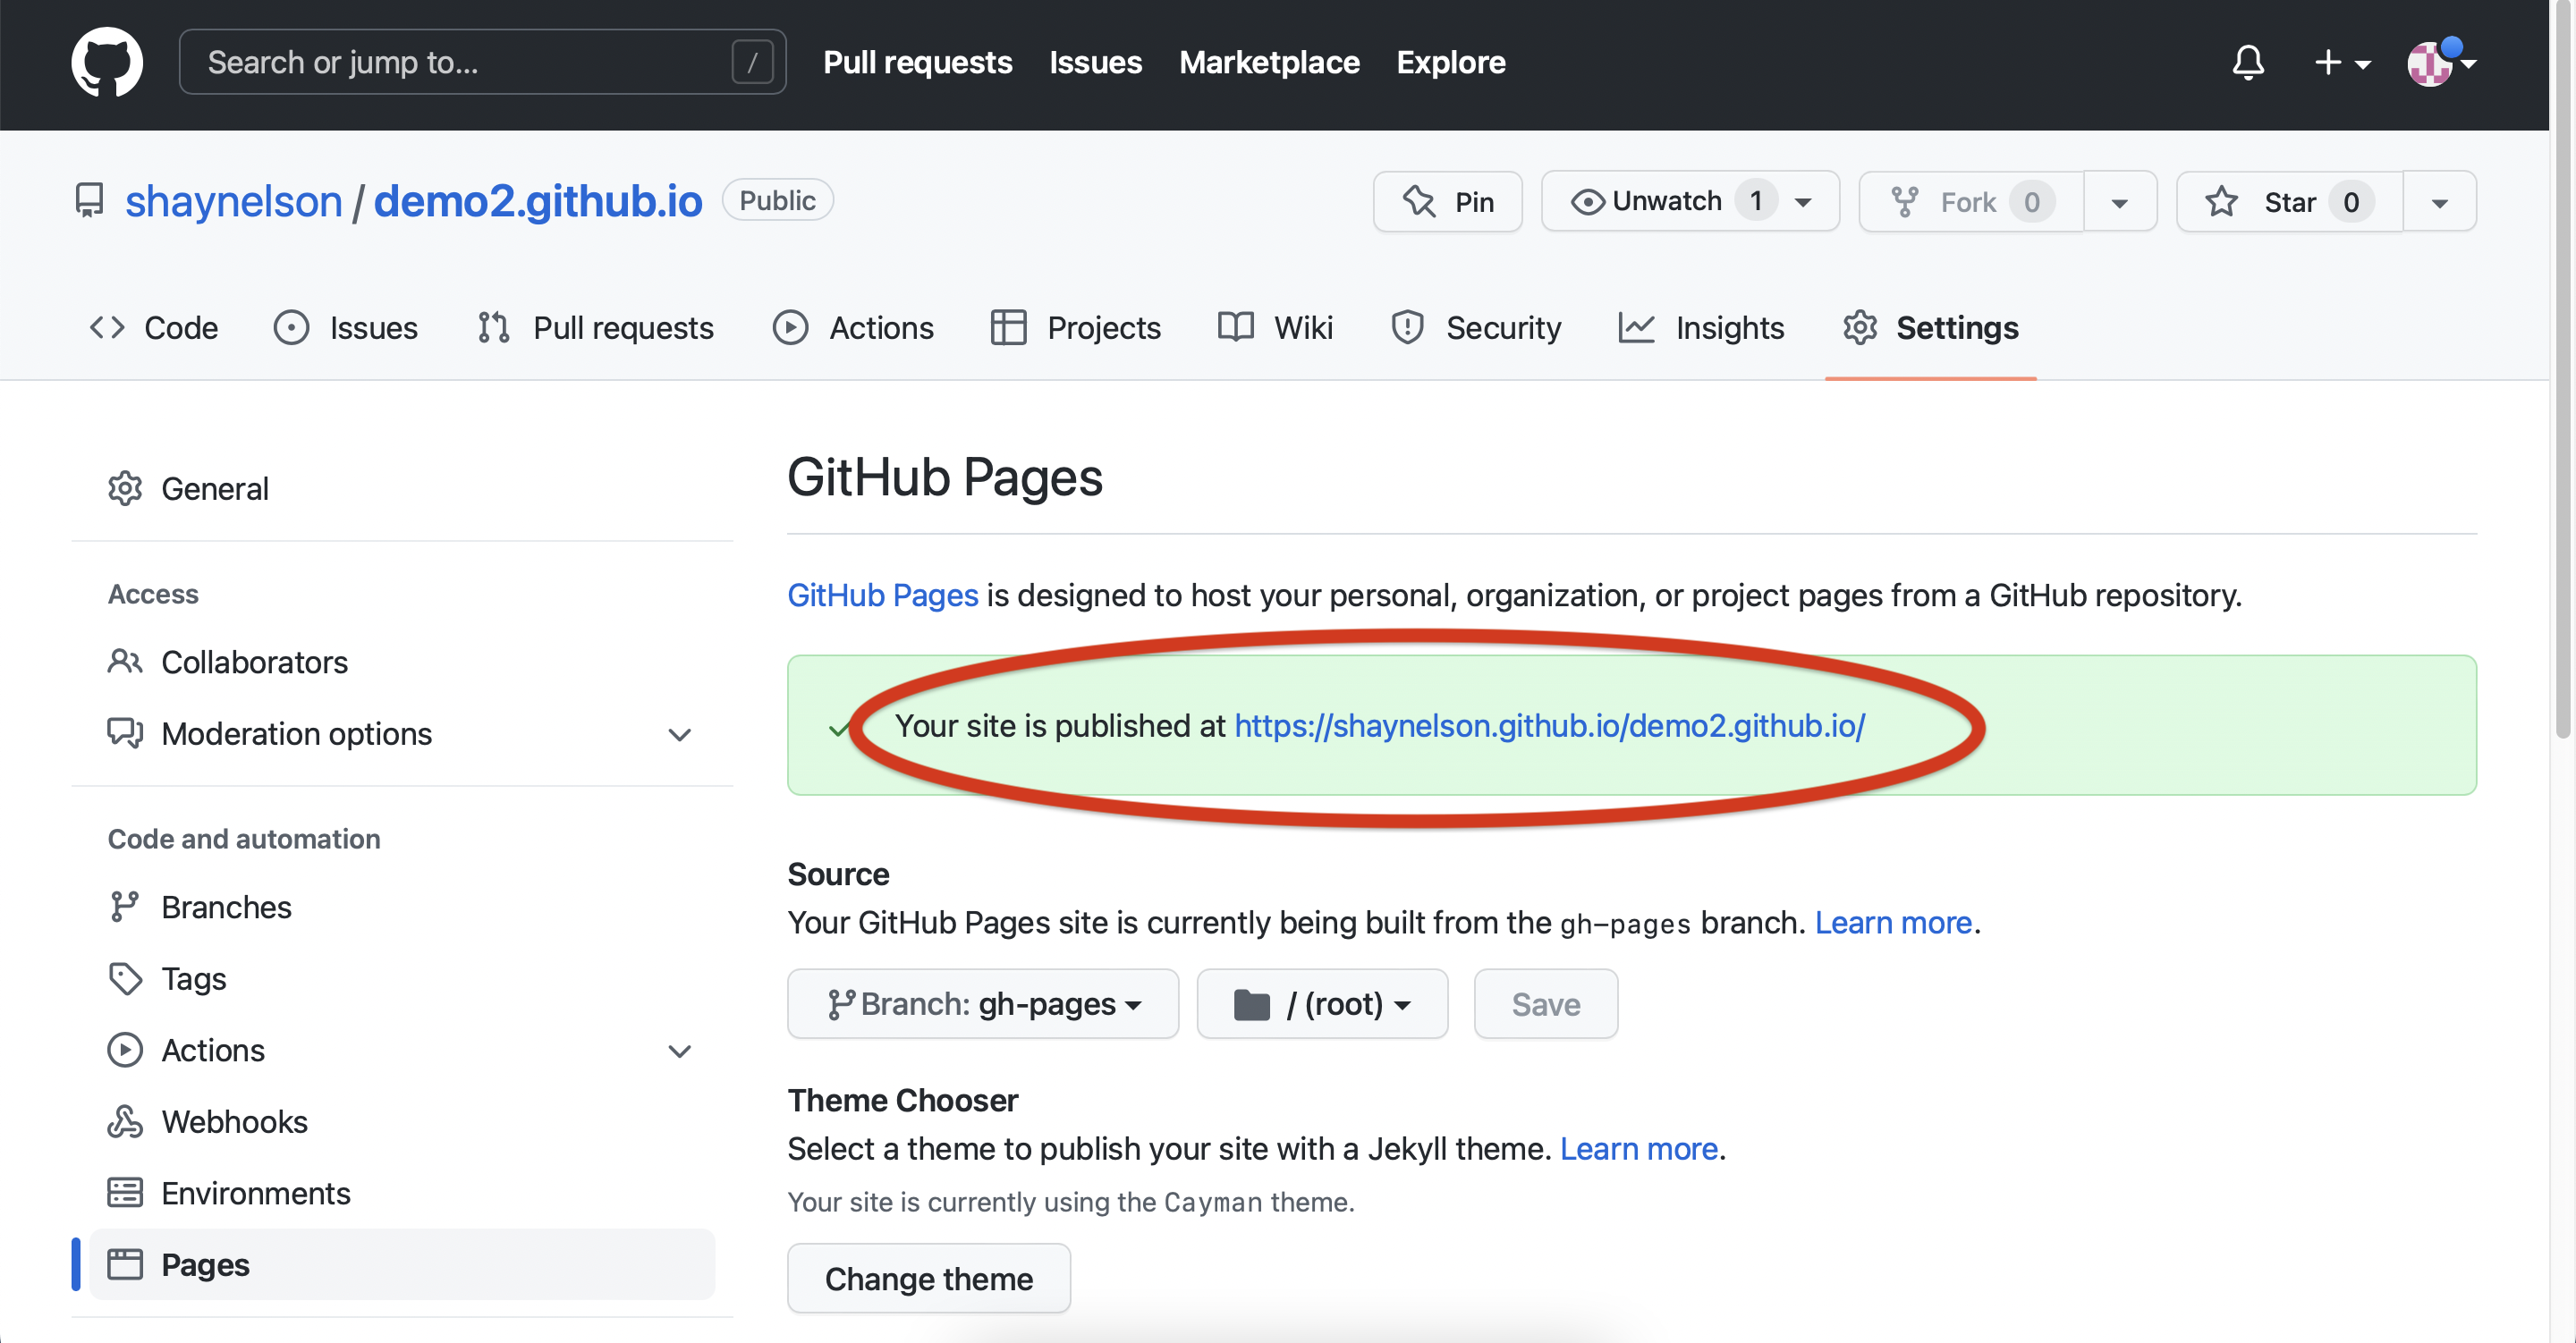 Search or jump to... /
Pull requests Issues Marketplace Explore
shaynelson / demo2.github.io Public
Pin Unwatch 1 Fork 0 Star 0
Code Issues Pull requests Actions Projects Wiki Security Insights Settings
General
Access
Collaborators
Moderation options
Code and automation
Branches
Tags
Actions
Webhooks
Environments
Pages
GitHub Pages
GitHub Pages is designed to host your personal, organization, or project pages from a GitHub repository.
Your site is published at https://shaynelson.github.io/demo2.github.io/
Source
Your GitHub Pages site is currently being built from the gh-pages branch. Learn more.
Branch: gh-pages / (root) Save
Theme Chooser
Select a theme to publish your site with a Jekyll theme. Learn more.
Your site is currently using the Cayman theme.
Change theme